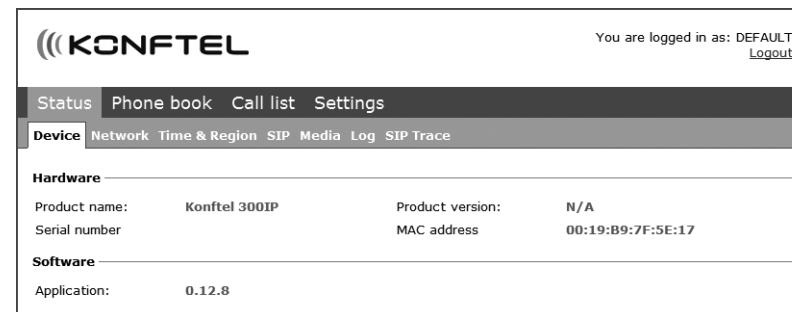 KONFTEL
You are logged in as: DEFAULT
Logout
Status Phone book Call list Settings
Device Network Time & Region SIP Media Log SIP Trace
Hardware
Product name: Konftel 300IP Product version: N/A
Serial number MAC address 00:19:B9:7F:5E:17
Software
Application: 0.12.8